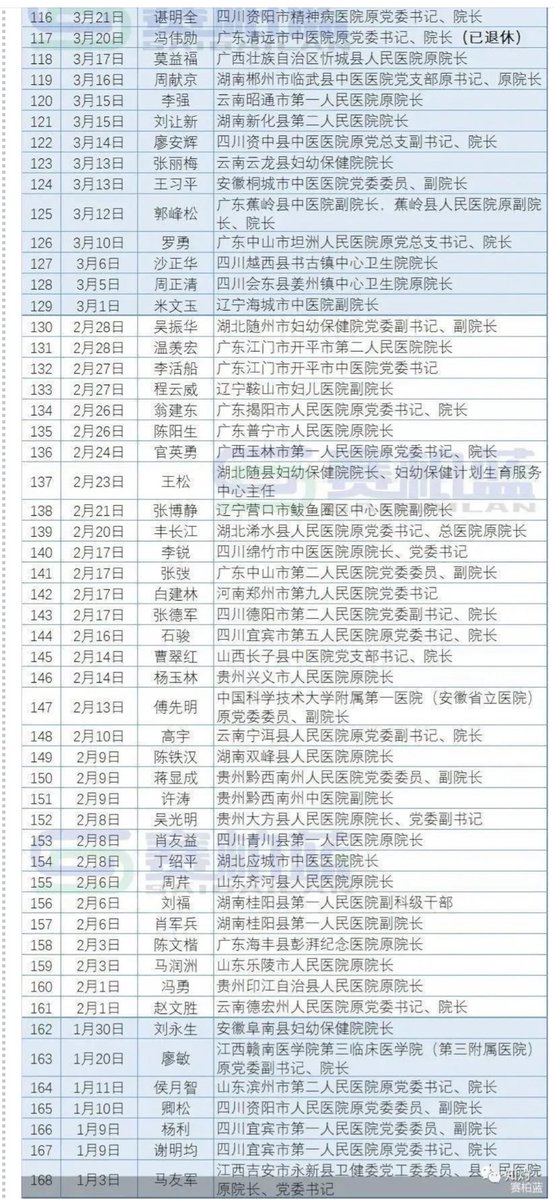 116 3月21日 谌明全 四川资阳市精神病医院原党委书记、院长
117 3月20日 冯伟勋 广东清远市中医院原党委书记、院长（已退休）
118 3月17日 莫益福 广西壮族自治区忻城县人民医院原院长
119 3月16日 周献京 湖南郴州市临武县中医医院党支部原书记、原院长
120 3月15日 李强 云南昭通市第一人民医院原院长
121 3月15日 刘让新 湖南新化县第二人民医院原院长
122 3月14日 廖安辉 四川资中县中医医院原党总支副书记、院长
123 3月13日 张丽梅 云南云龙县妇幼保健院院长
124 3月13日 王习平 安徽桐城市中医医院党委委员、副院长
125 3月12日 郭峰松 广东蕉岭县中医院副院长．蕉岭县人民医院原副院
长、院长
126 3月10日 罗勇 广东中山市坦洲人民医院原党总支书记、院长
127 3月6日 沙正华 四川越西县书古镇中心卫生院院长
128 3月5日 周正清 四川会东县姜州镇中心卫生院原院长
129 3月1日 米文玉 辽宁海城市中医院副院长
130 2月28日 吴振华 湖北随州市妇幼保健院党委副书记、副院长
131 2月28日 温羡宏 广东江门市开平市第二人民医院院长
132 2月27日 李活船 广东江门市开平市中医院党委书记
133 2月27日 程云威 辽宁鞍山市妇儿医院副院长
134 2月26日 翁建东 广东揭阳市人民医院原党委书记、院长
135 2月26日 陈阳生 广东普宁市人民医院原院长
136 2月24日 官英勇 广西玉林市第一人民医院原党委书记、院长
137 2月23日 王松 湖北随县妇幼保健院院长、妇幼保健计划生育服务
中心主任
138 2月21日 张博静 辽宁营口市鲅鱼圈区中心医院副院长
139 2月20日 丰长江 湖北浠水县人民医院原党委书记、总医院原院长
140 2月17日 李锐 四川绵竹市中医医院原院长、党委书记
141 2月17日 张弢 广东中山市第二人民医院党委委员、副院长
142 2月17日 白建林 河南郑州市第九人民医院党委书记
143 2月17日 张德军 四川德阳市第二人民医院党委副书记、院长
144 2月16日 石骏 四川宜宾市第五人民医院原党委书记、院长
145 2月14日 曹翠红 山西长子县中医院党支部书记、院长
146 2月14日 杨玉林 贵州兴义市人民医院原院长
147 2月13日 傅先明 中国科学技术大学附属第一医院（安徽省立医院）
原党委委员、副院长
148 2月10日 高宇 云南宁洱县人民医院原党委副书记、院长
149 2月9日 陈铁汉 湖南双峰县人民医院原院长
150 2月9日 蒋显成 贵州黔西南州人民医院党委委员、副院长
151 2月9日 许涛 贵州黔西南州中医院副院长
152 2月8日 吴光明 贵州大方县人民医院原院长、党委副书记
153 2月8日 肖友益 四川青川县第一人民医院原院长
154 2月8日 丁绍平 湖北应城市中医医院院长
155 2月6日 周芹 山东齐河县人民医院原院长
156 2月6日 刘福 湖南桂阳县第一人民医院副科级干部
157 2月6日 肖军兵 湖南桂阳县第一人民医院副院长
158 2月3日 陈文楷 广东海丰县彭湃纪念医院原院长
159 2月3日 马润洲 山东乐陵市人民医院原院长
160 2月1日 冯勇 贵州印江自治县人民医院原院长
161 2月1日 赵文胜 云南德宏州人民医院原党委书记、院长
162 1月30日 刘永生 安徽阜南县妇幼保健院院长
163 1月20日 廖敏 江西赣南医学院第三临床医学院（第三附属医院）
原党委副书记、院长
164 1月11日 侯月智 山东滨州市第二人民医院原党委书记、院长
165 1月10日 卿松 四川资阳市人民医院原党委委员、副院长
166 1月9日 杨利 四川宜宾市第一人民医院原党委委员、副院长
167 1月9日 谢明均 四川宜宾市第一人民医院原党委书记、院长
168 1月3日 马友军 江西吉安市永新县卫健委党工委委员、县人民医院
原院长、党委书记
赛柏蓝
赛柏蓝